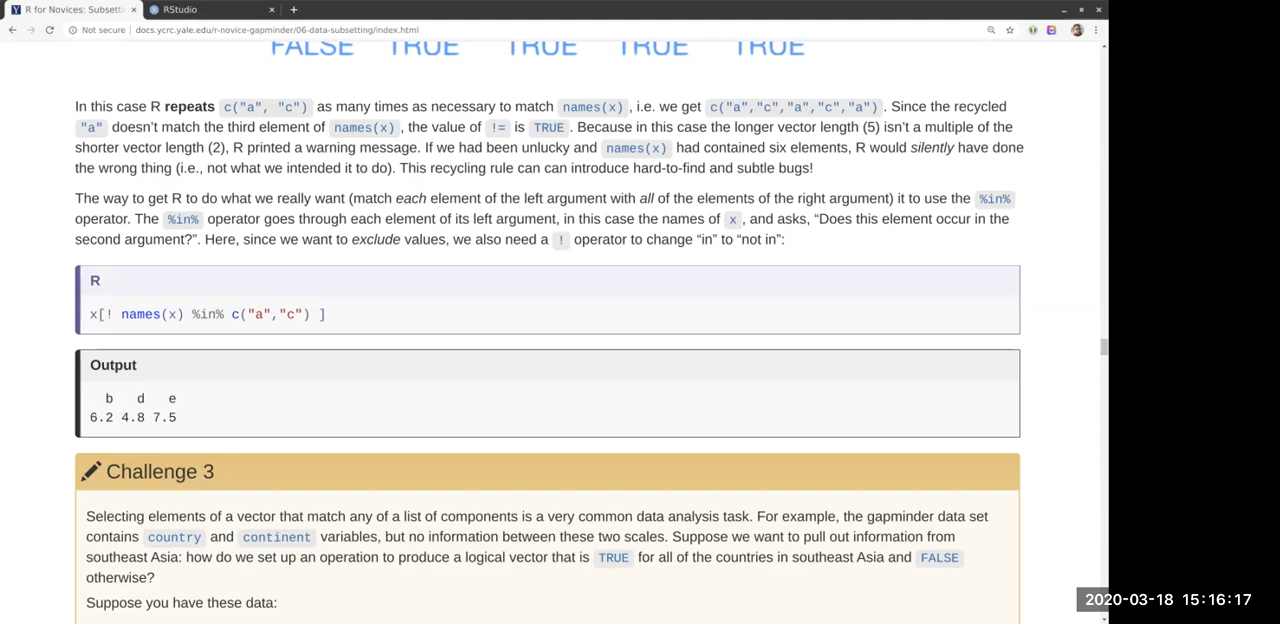 R for Novices: Subsetti
RStudio
Not secure | docs.ycrc.yale.edu/r-novice-gapminder/06-data-subsetting/index.html
FALSE TRUE TRUE TRUE TRUE
In this case R repeats c("a", "c") as many times as necessary to match names(x), i.e. we get c("a","c","a","c","a"). Since the recycled
"a" doesn’t match the third element of names(x), the value of != is TRUE. Because in this case the longer vector length (5) isn’t a multiple of the
shorter vector length (2), R printed a warning message. If we had been unlucky and names(x) had contained six elements, R would silently have done
the wrong thing (i.e., not what we intended it to do). This recycling rule can can introduce hard-to-find and subtle bugs!
The way to get R to do what we really want (match each element of the left argument with all of the elements of the right argument) it to use the %in%
operator. The %in% operator goes through each element of its left argument, in this case the names of x, and asks, “Does this element occur in the
second argument?”. Here, since we want to exclude values, we also need a ! operator to change “in” to “not in”:
R
x[! names(x) %in% c("a","c") ]
Output
b d e
6.2 4.8 7.5
Challenge 3
Selecting elements of a vector that match any of a list of components is a very common data analysis task. For example, the gapminder data set
contains country and continent variables, but no information between these two scales. Suppose we want to pull out information from
southeast Asia: how do we set up an operation to produce a logical vector that is TRUE for all of the countries in southeast Asia and FALSE
otherwise?
Suppose you have these data:
2020-03-18 15:16:17